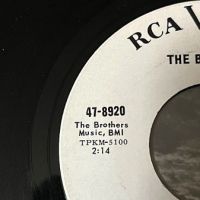 RCA
THE B
47-8920
The Brothers
Music, BMI
TPKM-5100
2:14